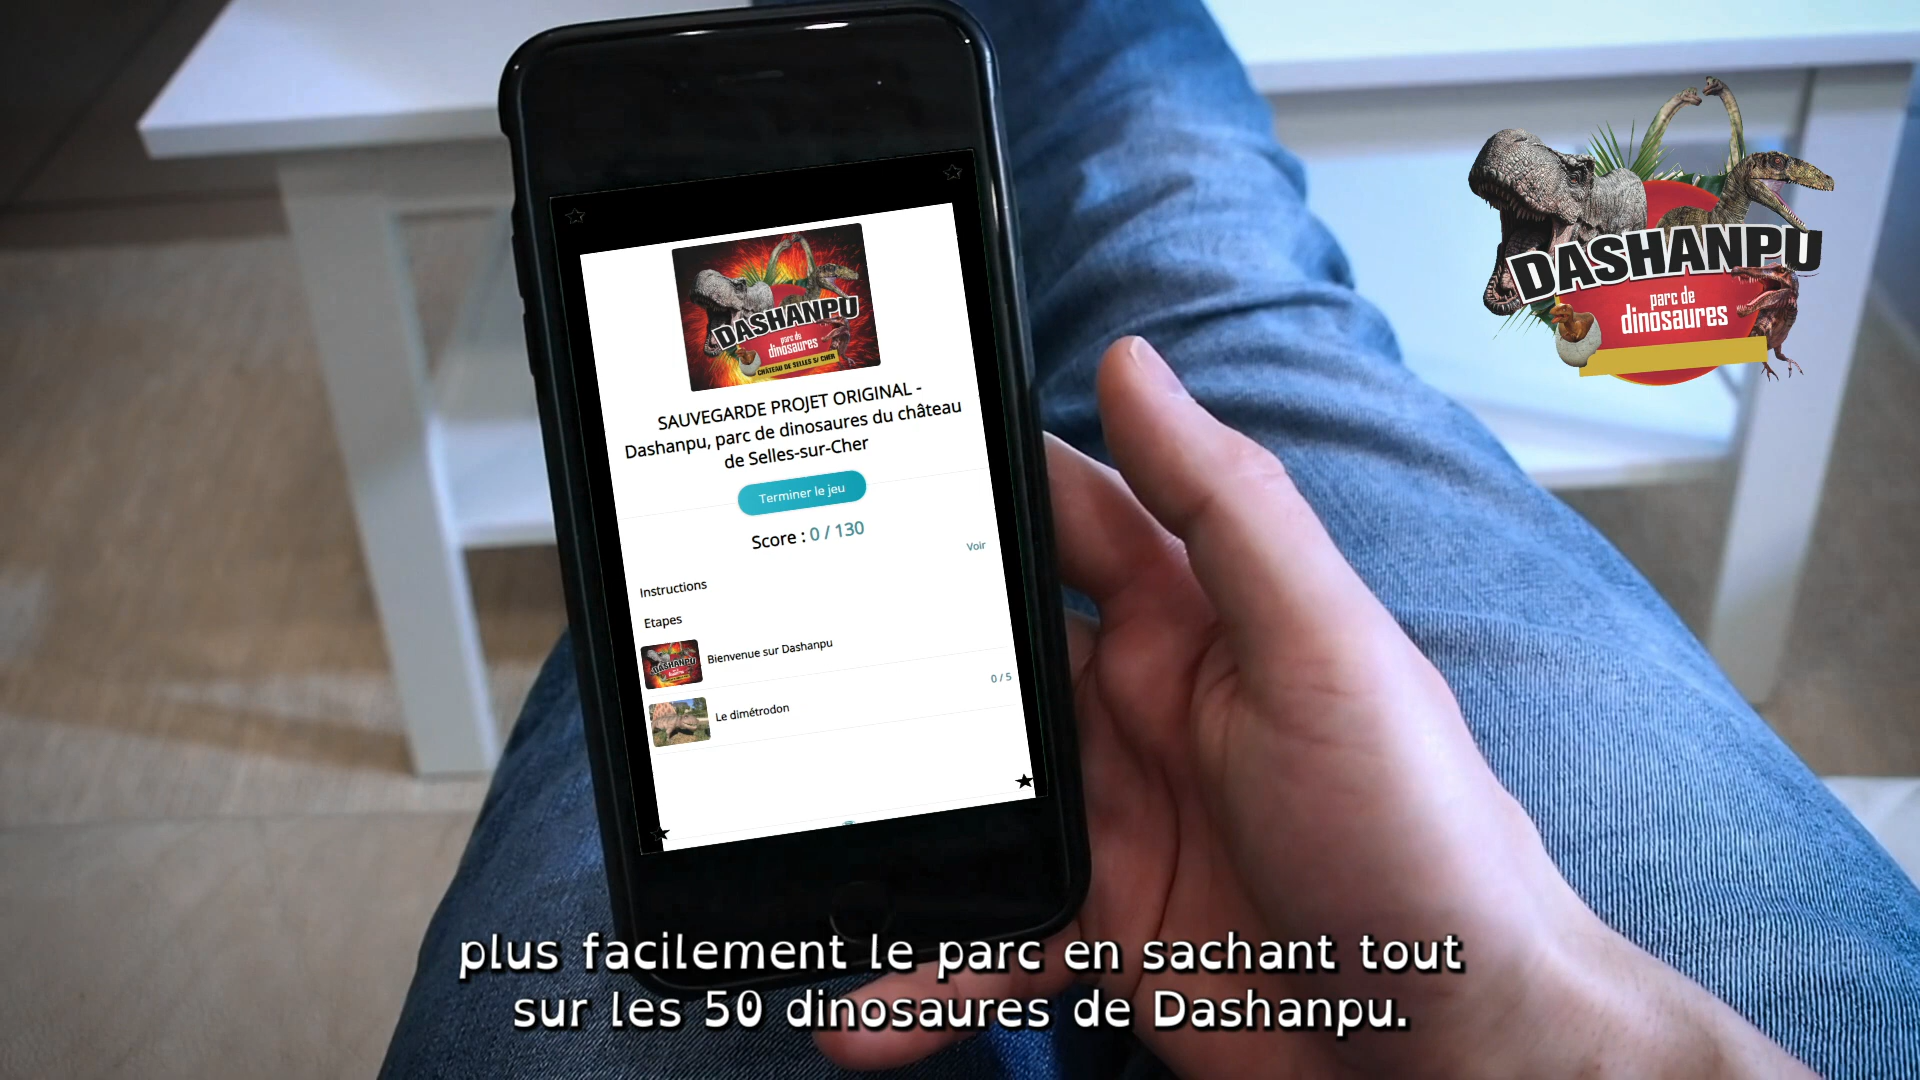 DASHANPU
parc de
dinosaures
DASHANPU
parc de
dinosaures
CHÂTEAU DE SELLES S/ CHER
SAUVEGARDE PROJET ORIGINAL -
Dashanpu, parc de dinosaures du château
de Selles-sur-Cher
Terminer le jeu
Score : 0 / 130
Voir
Instructions
Etapes
DASHANPU
Bienvenue sur Dashanpu
0 / 5
Le dimétrodon
plus facilement le parc en sachant tout
sur les 50 dinosaures de Dashanpu.